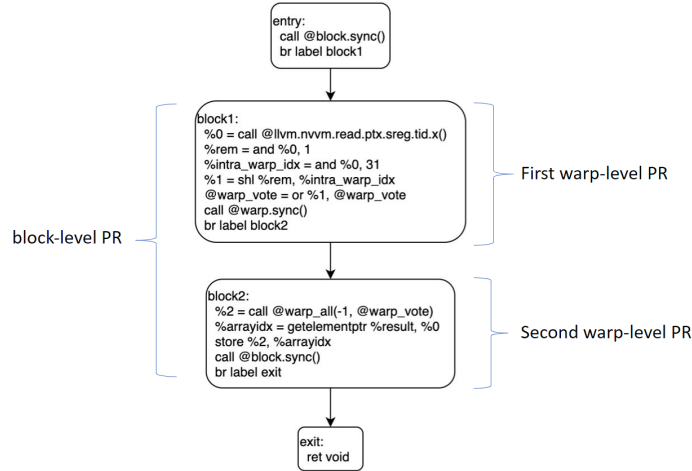 entry:
call @block.sync()
br label block1
block1:
%0 = call @llvm.nvvm.read.ptx.sreg.tid.x()
%rem = and %0, 1
%intra_warp_idx = and %0, 31
%1 = shl %rem, %intra_warp_idx
@warp_vote = or %1, @warp_vote
call @warp.sync()
br label block2
First warp-level PR
block-level PR
block2:
%2 = call @warp_all(-1, @warp_vote)
%arrayidx = getelementptr %result, %0
store %2, %arrayidx
call @block.sync()
br label exit
Second warp-level PR
exit:
ret void